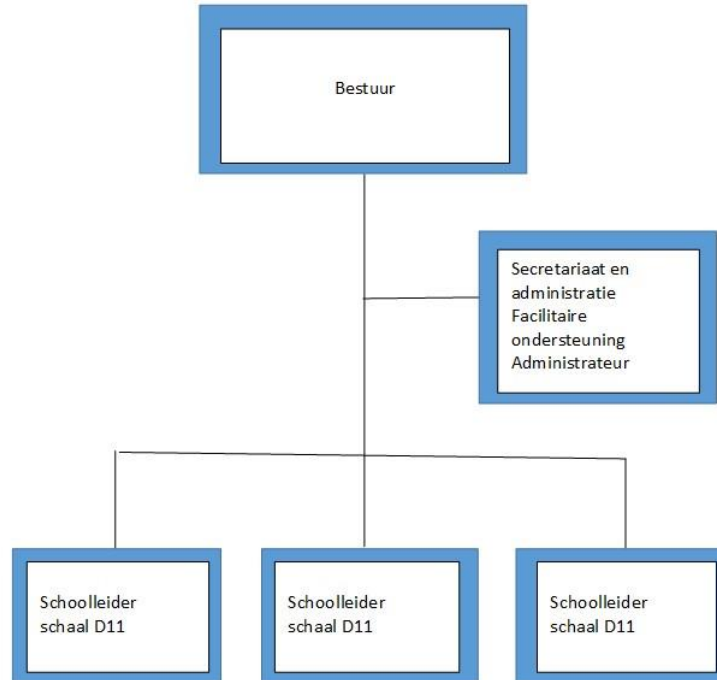 Bestuur
Secretariaat en
administratie
Facilitaire
ondersteuning
Administrateur
Schoolleider
schaal D11
Schoolleider
schaal D11
Schoolleider
schaal D11